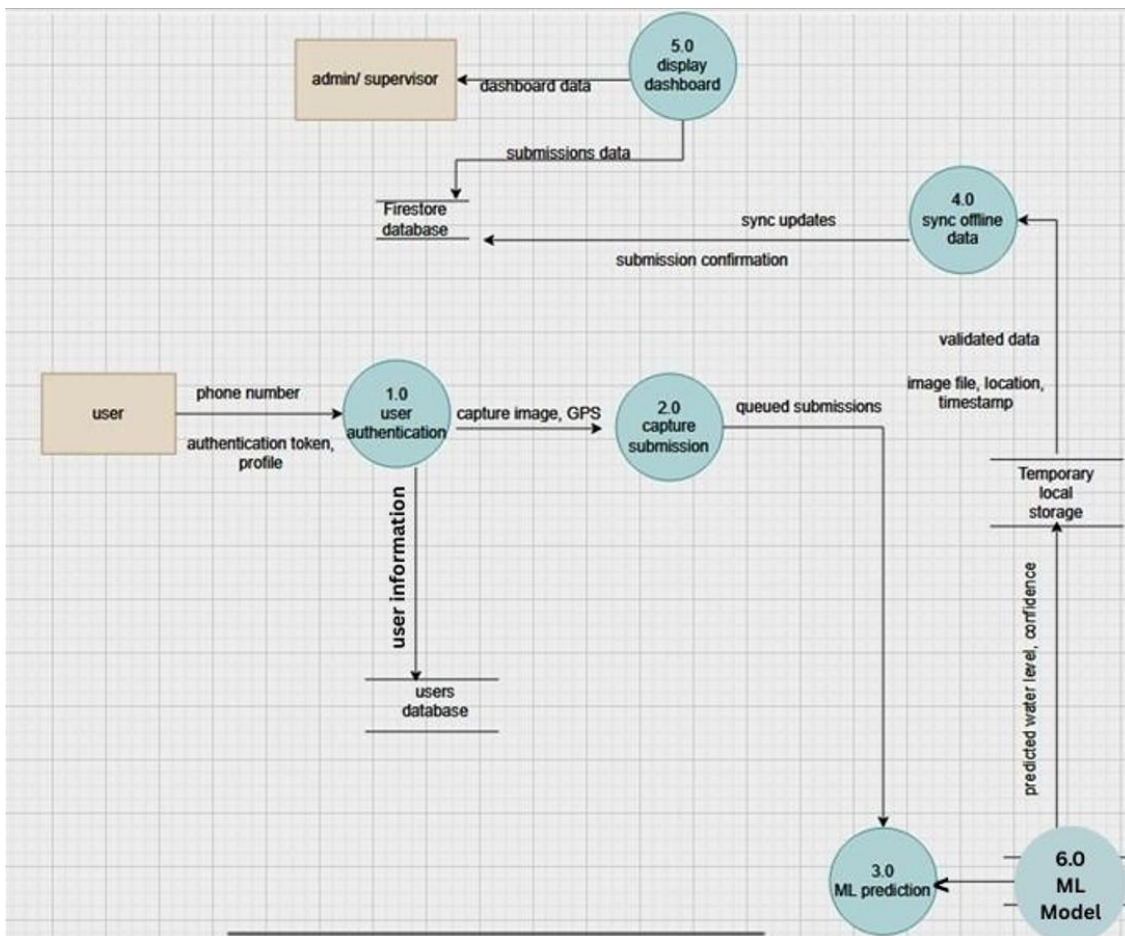 5.0
display
dashboard
admin/ supervisor
dashboard data
submissions data
Firestore
database
4.0
sync offline
data
sync updates
submission confirmation
validated data
image file, location,
timestamp
user
phone number
authentication token,
profile
1.0
user
authentication
capture image, GPS
2.0
capture
submission
queued submissions
Temporary
local
storage
user information
users
database
predicted water level, confidence
3.0
ML prediction
6.0
ML
Model